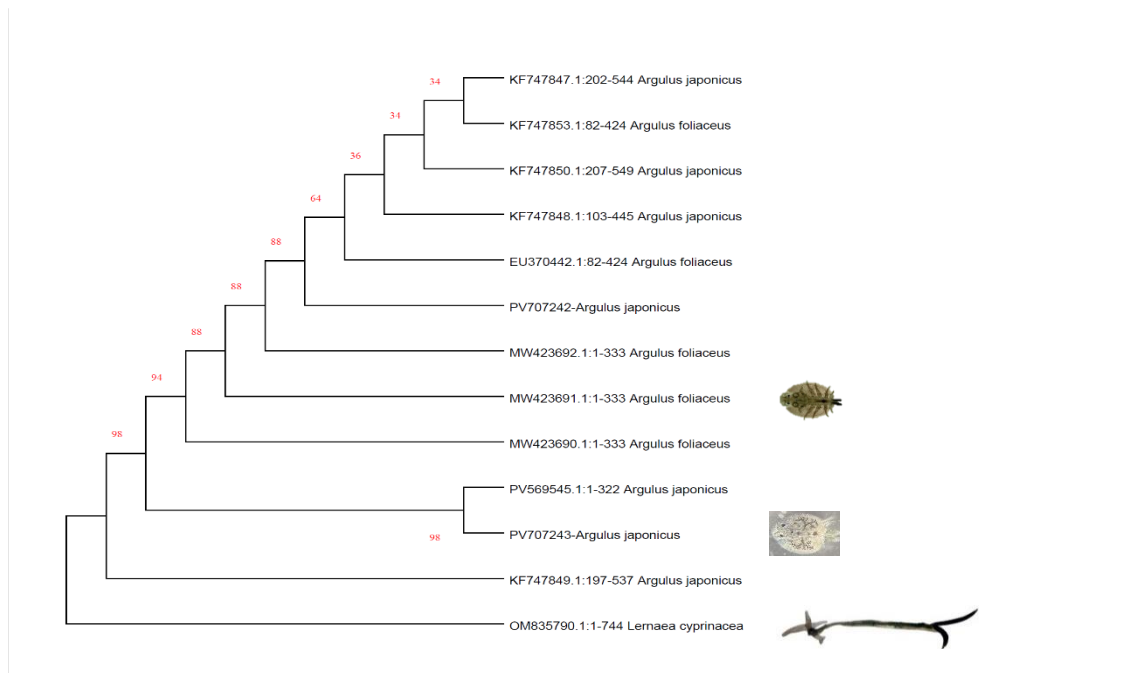 34
KF747847.1:202-544 Argulus japonicus
34
KF747853.1:82-424 Argulus foliaceus
36
KF747850.1:207-549 Argulus japonicus
64
KF747848.1:103-445 Argulus japonicus
88
EU370442.1:82-424 Argulus foliaceus
88
PV707242-Argulus japonicus
88
MW423692.1:1-333 Argulus foliaceus
94
MW423691.1:1-333 Argulus foliaceus
98
MW423690.1:1-333 Argulus foliaceus
PV569545.1:1-322 Argulus japonicus
98
PV707243-Argulus japonicus
KF747849.1:197-537 Argulus japonicus
OM835790.1:1-744 Lernaea cyprinacea